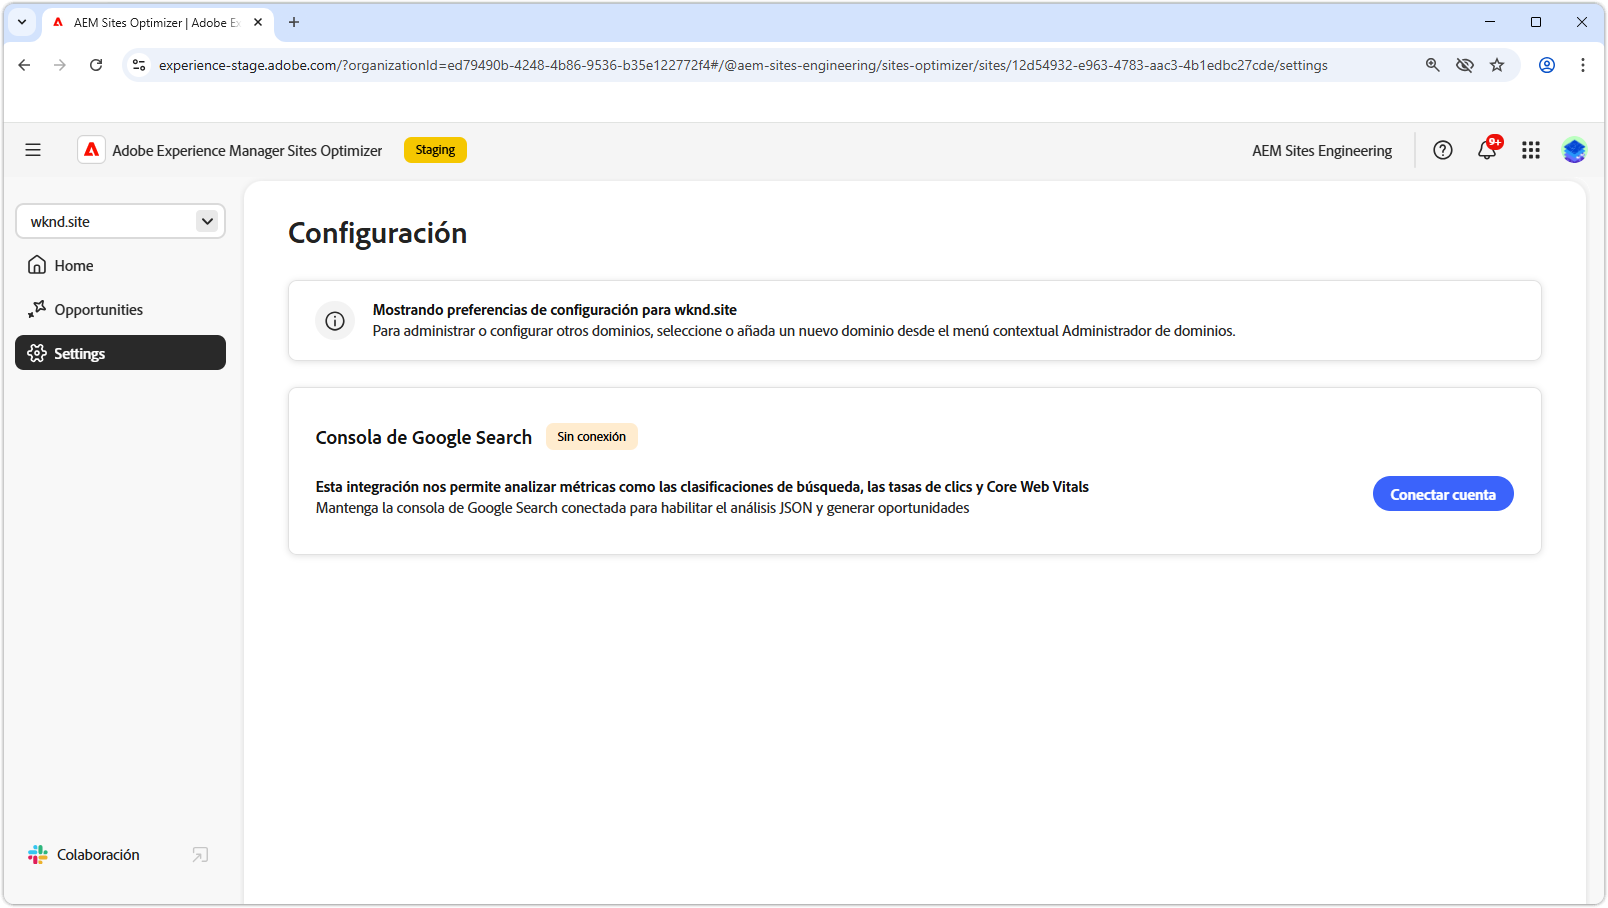 AEM Sites Optimizer | Adobe Ex
experience-stage.adobe.com/?organizationId=ed79490b-4248-4b86-9536-b35e122772f4#/@aem-sites-engineering/sites-optimizer/sites/12d54932-e963-4783-aac3-4b1edbc27cde/settings
Adobe Experience Manager Sites Optimizer
Staging
AEM Sites Engineering
9+
wknd.site
Home
Opportunities
Settings
Colaboración
Configuración
Mostrando preferencias de configuración para wknd.site
Para administrar o configurar otros dominios, seleccione o añada un nuevo dominio desde el menú contextual Administrador de dominios.
Consola de Google Search
Sin conexión
Esta integración nos permite analizar métricas como las clasificaciones de búsqueda, las tasas de clics y Core Web Vitals
Mantenga la consola de Google Search conectada para habilitar el análisis JSON y generar oportunidades
Conectar cuenta